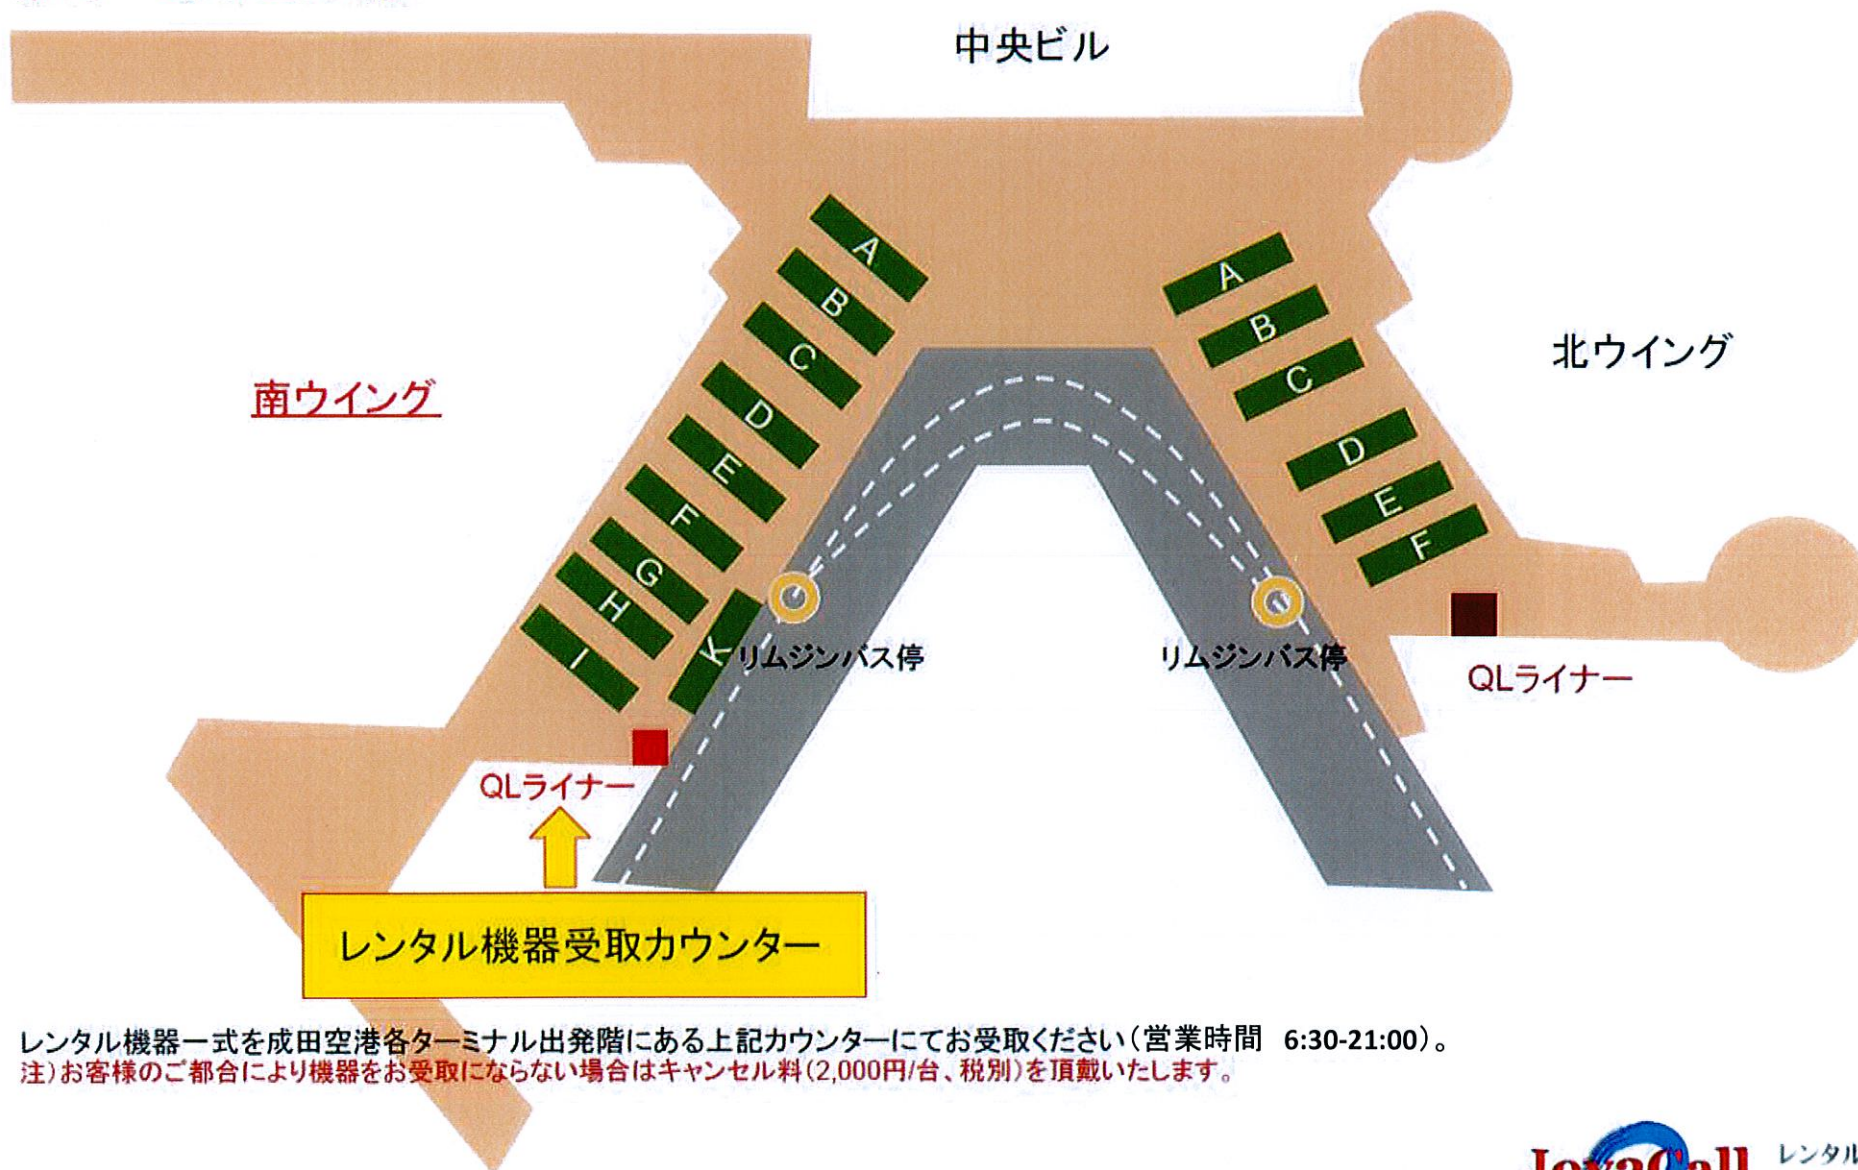 中央ビル
A
B
C
D
E
F
G
H
I
K
A
B
C
D
E
F
南ウイング
北ウイング
リムジンバス停
リムジンバス停
QLライナー
QLライナー
レンタル機器受取カウンター
レンタル機器一式を成田空港各ターミナル出発階にある上記カウンターにてお受取ください(営業時間 6:30-21:00)。
注)お客様のご都合により機器をお受取にならない場合はキャンセル料(2,000円/台、税別)を頂戴いたします。
レンタル